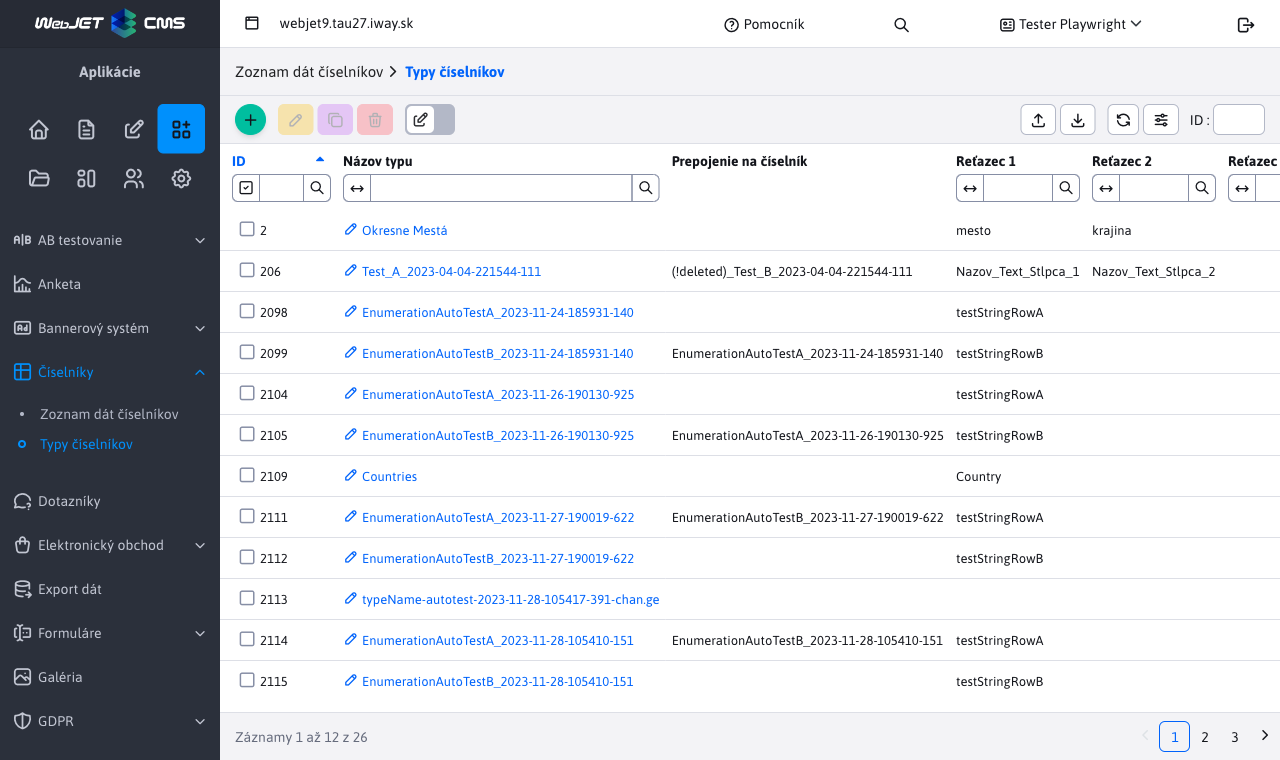 WebJET CMS
webjet9.tau27.iway.sk
Pomocník
Tester Playwright
Aplikácie
Zoznam dát číselníkov
Typy číselníkov
ID :
AB testovanie
Anketa
Bannerový systém
Číselníky
Zoznam dát číselníkov
Typy číselníkov
Dotazníky
Elektronický obchod
Export dát
Formuláre
Galéria
GDPR
ID Názov typu Prepojenie na číselník Reťazec 1 Reťazec 2 Reťazec
2 Okresne Mestá mesto krajina
206 Test_A_2023-04-04-221544-111 (!deleted)_Test_B_2023-04-04-221544-111 Nazov_Text_Stlpca_1 Nazov_Text_Stlpca_2
2098 EnumerationAutoTestA_2023-11-24-185931-140 testStringRowA
2099 EnumerationAutoTestB_2023-11-24-185931-140 EnumerationAutoTestA_2023-11-24-185931-140 testStringRowB
2104 EnumerationAutoTestA_2023-11-26-190130-925 testStringRowA
2105 EnumerationAutoTestB_2023-11-26-190130-925 EnumerationAutoTestA_2023-11-26-190130-925 testStringRowB
2109 Countries Country
2111 EnumerationAutoTestA_2023-11-27-190019-622 EnumerationAutoTestB_2023-11-27-190019-622 testStringRowA
2112 EnumerationAutoTestB_2023-11-27-190019-622 testStringRowB
2113 typeName-autotest-2023-11-28-105417-391-chan.ge
2114 EnumerationAutoTestA_2023-11-28-105410-151 EnumerationAutoTestB_2023-11-28-105410-151 testStringRowA
2115 EnumerationAutoTestB_2023-11-28-105410-151 testStringRowB
Záznamy 1 až 12 z 26
1 2 3